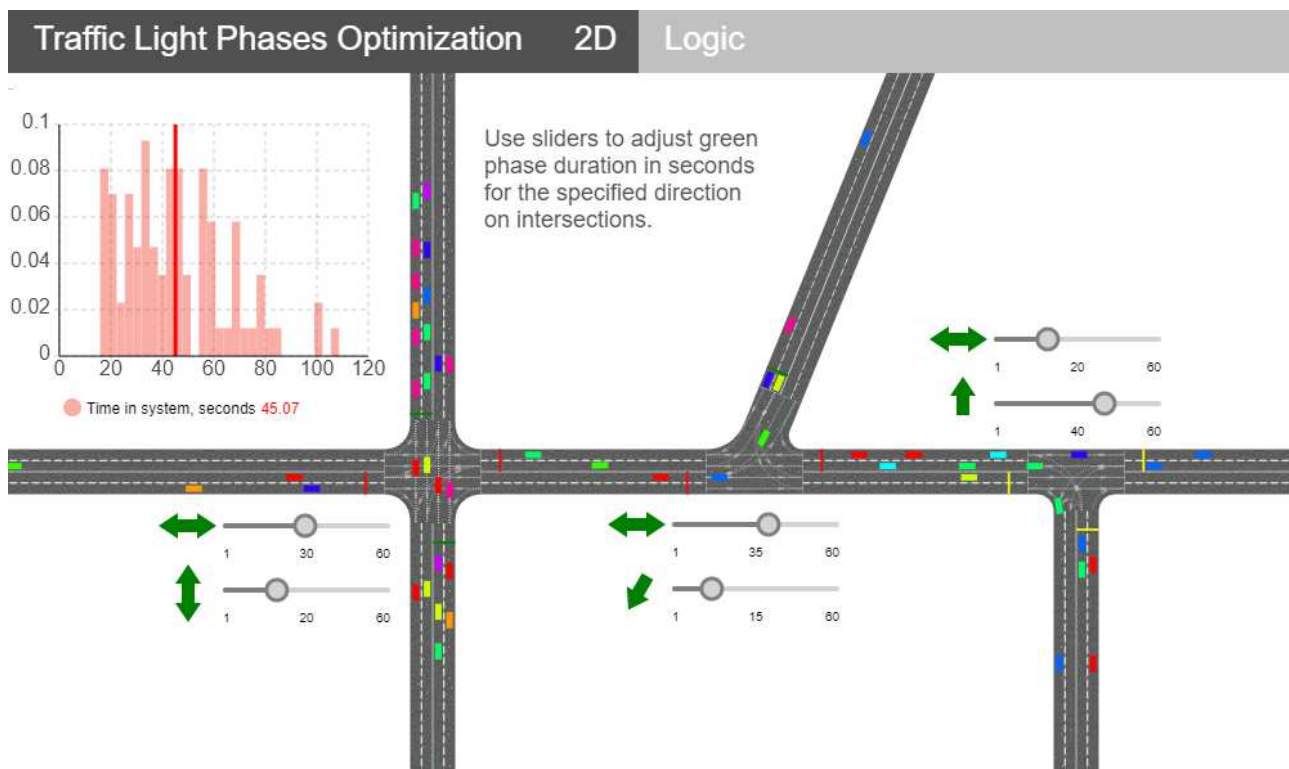 Traffic Light Phases Optimization 2D Logic
0.1
0.08
0.06
0.04
0.02
0
0 20 40 60 80 100 120
Time in system, seconds 45.07
Use sliders to adjust green
phase duration in seconds
for the specified direction
on intersections.
1 20 60
1 40 60
1 30 60
1 20 60
1 35 60
1 15 60